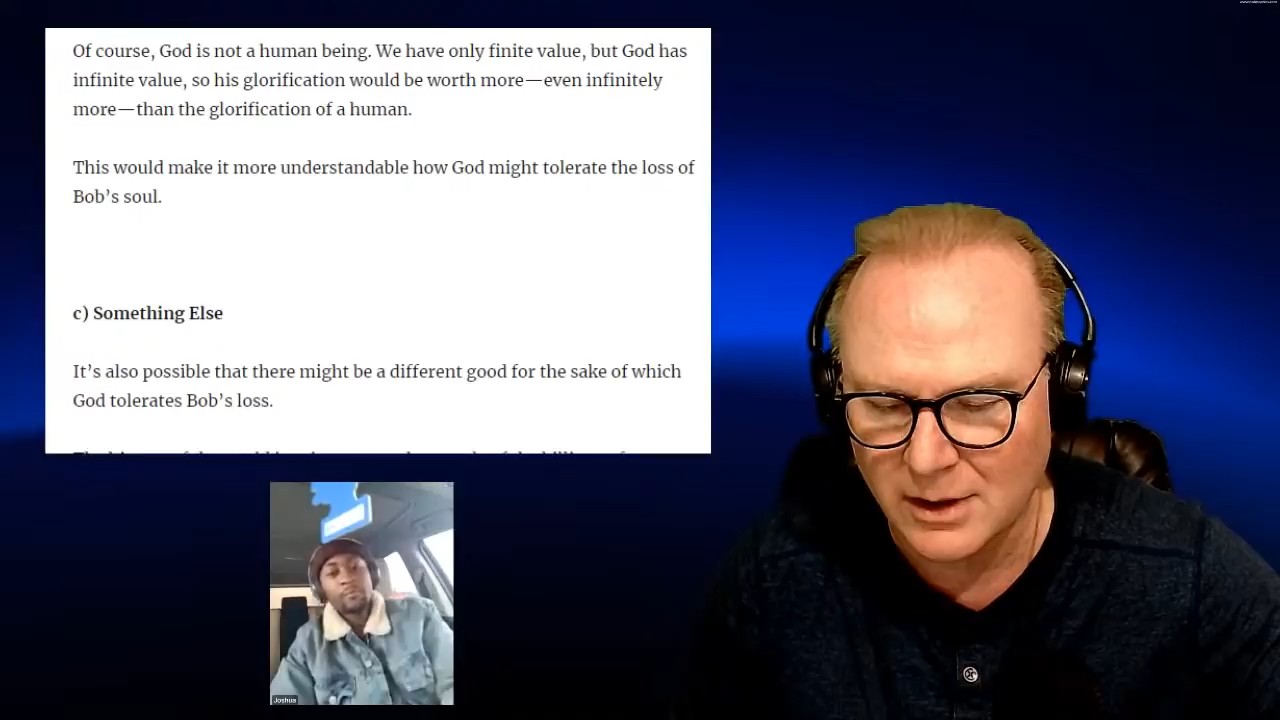 Of course, God is not a human being. We have only finite value, but God has
infinite value, so his glorification would be worth more—even infinitely
more—than the glorification of a human.
This would make it more understandable how God might tolerate the loss of
Bob’s soul.
c) Something Else
It’s also possible that there might be a different good for the sake of which
God tolerates Bob’s loss.
Joshua